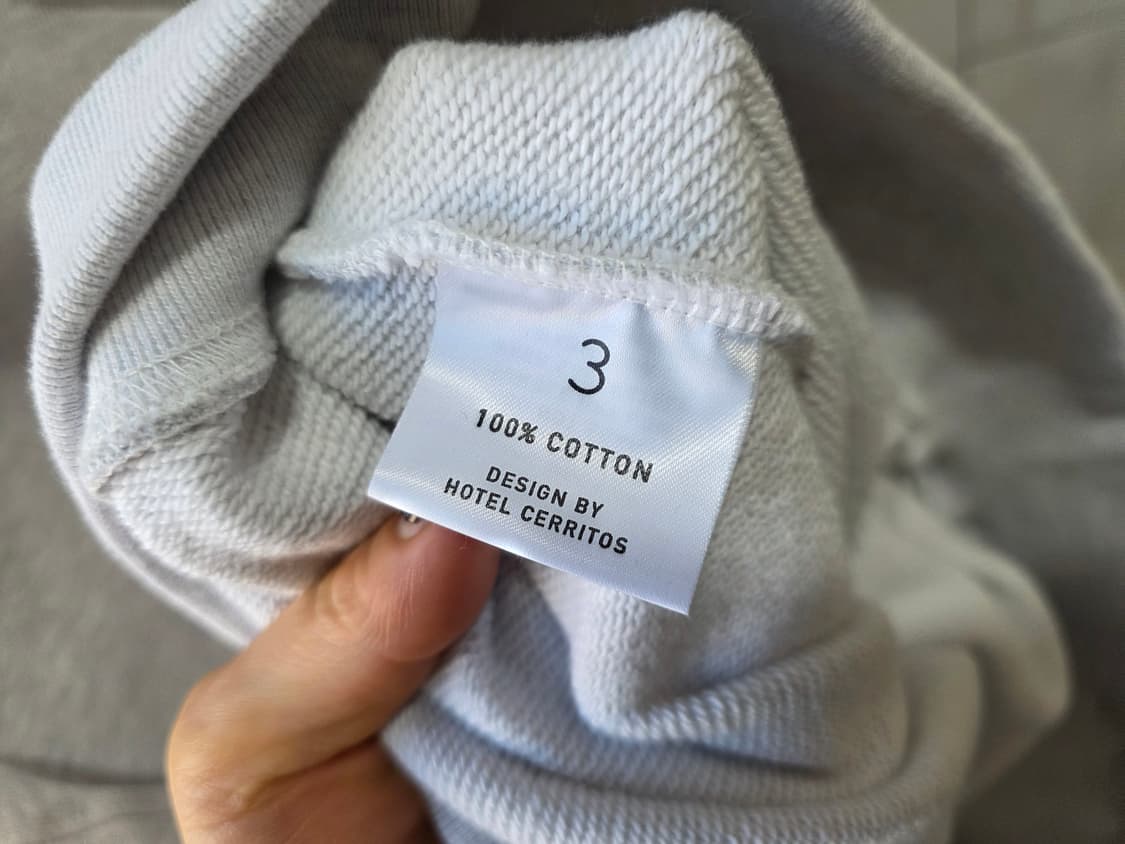 3
100% COTTON
DESIGN BY
HOTEL CERRITOS